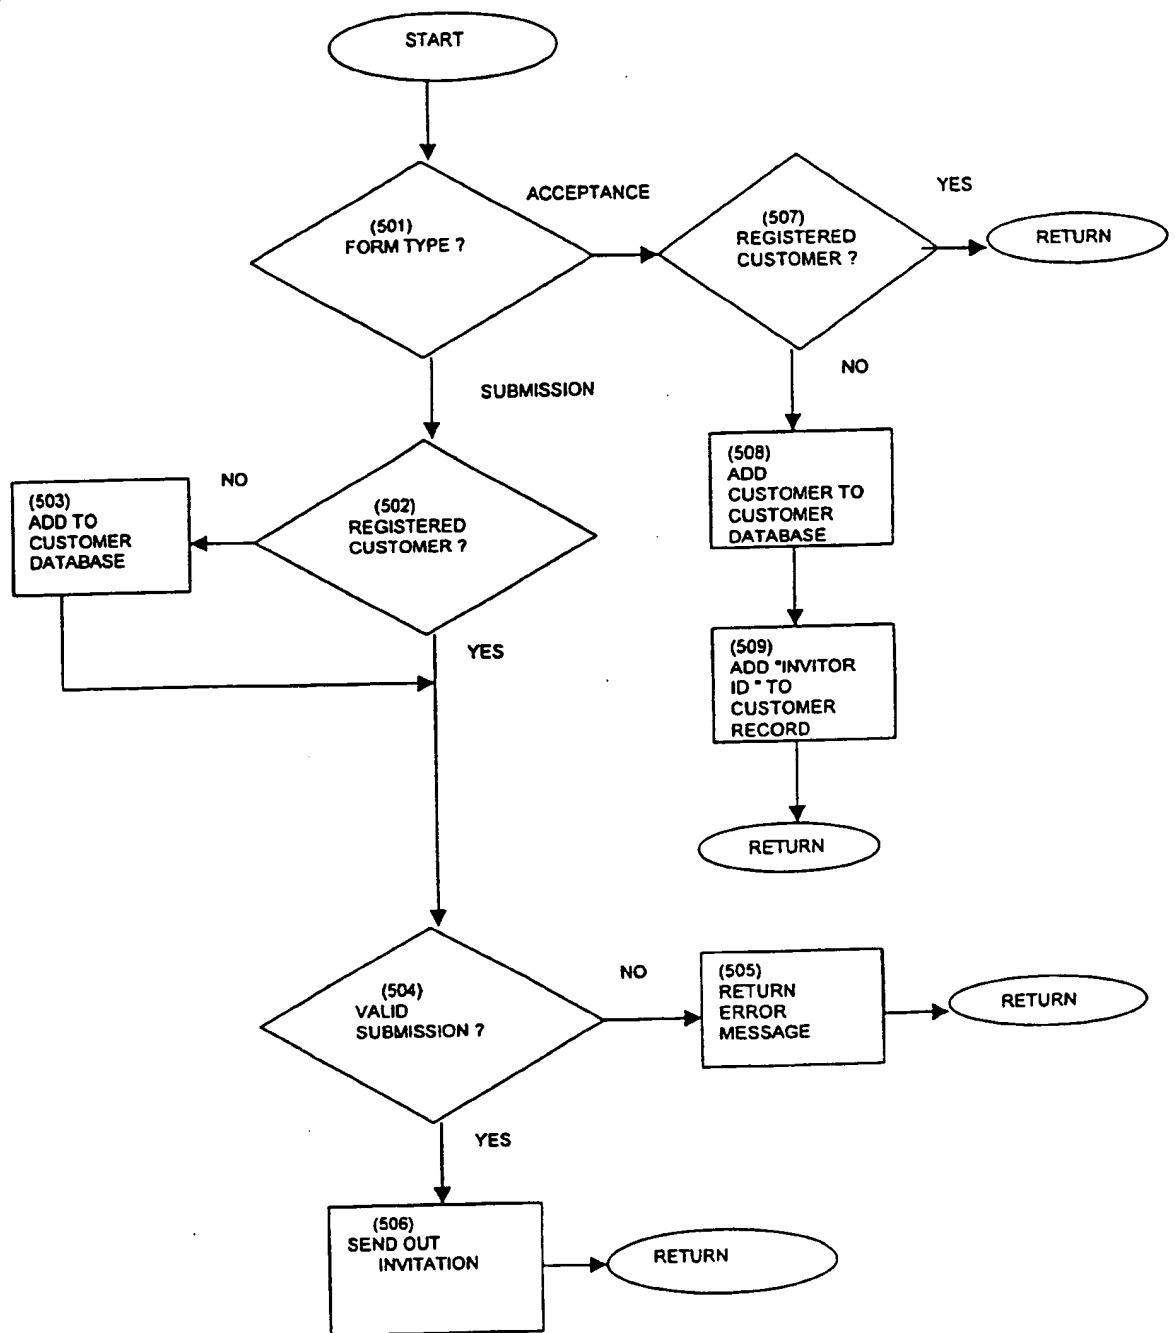 START
ACCEPTANCE
YES
(501)
FORM TYPE ?
(507)
REGISTERED
CUSTOMER ?
RETURN
NO
SUBMISSION
(508)
ADD
CUSTOMER TO
CUSTOMER
DATABASE
NO
(503)
ADD TO
CUSTOMER
DATABASE
(502)
REGISTERED
CUSTOMER ?
YES
(509)
ADD "INVITOR
ID " TO
CUSTOMER
RECORD
RETURN
(504)
VALID
SUBMISSION ?
NO
(505)
RETURN
ERROR
MESSAGE
RETURN
YES
(506)
SEND OUT
INVITATION
RETURN